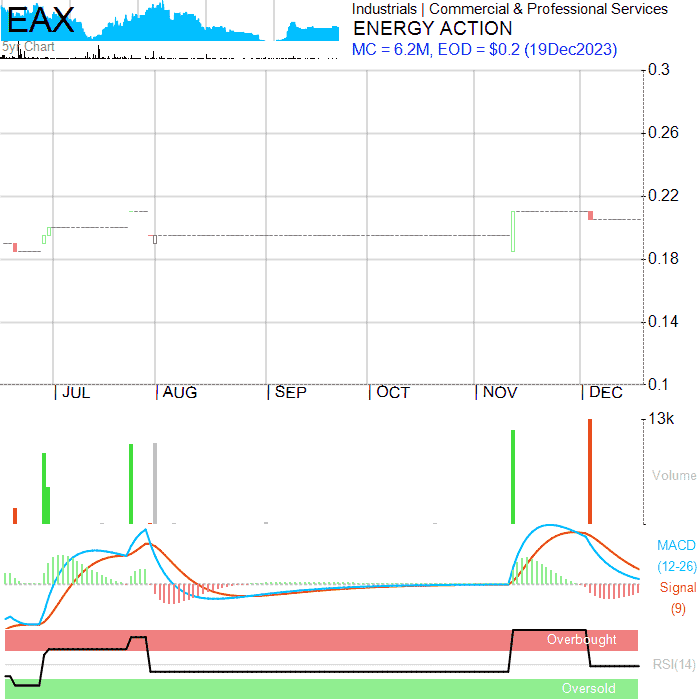 EAX
5yr Chart
Industrials | Commercial & Professional Services
ENERGY ACTION
MC = 6.2M, EOD = $0.2 (19Dec2023)
0.3
0.26
0.22
0.18
0.14
0.1
| JUL | AUG | SEP | OCT | NOV | DEC
13k
Volume
MACD
(12-26)
Signal
(9)
Overbought
RSI(14)
Oversold